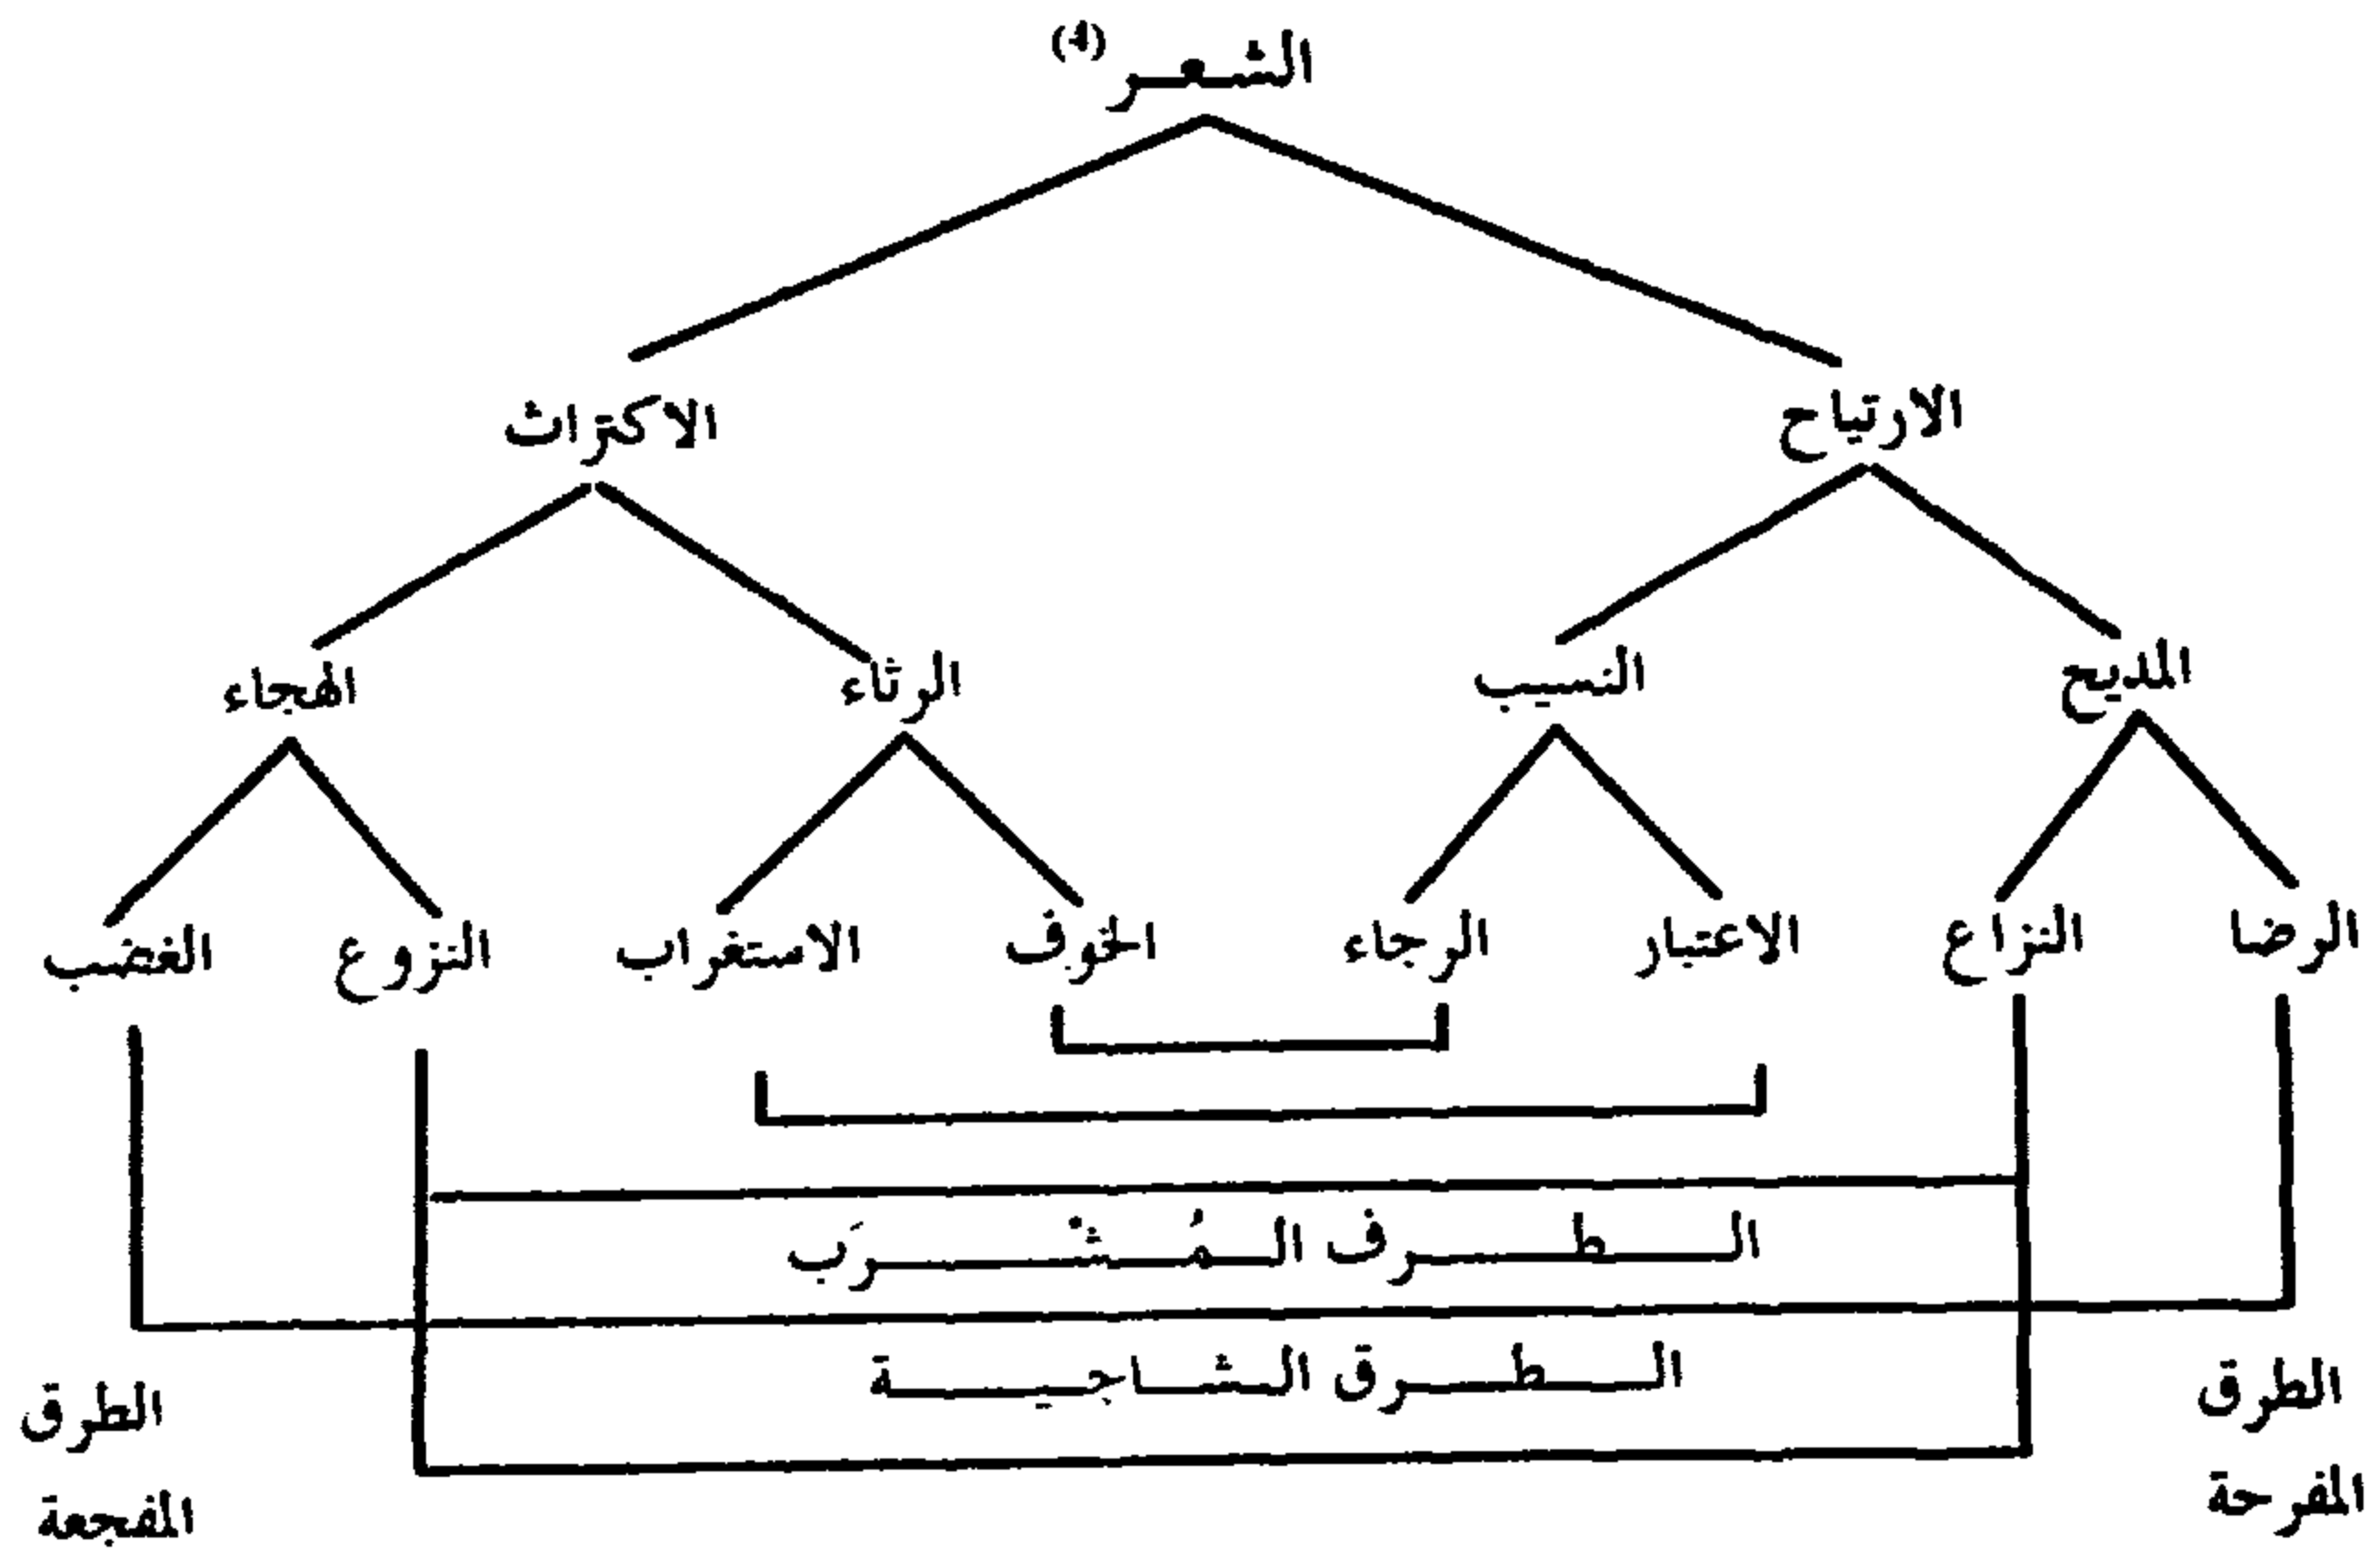 الشعر (4)
الارتياح الاكتراث
المديح النسيب الرثاء الهجاء
الرضا النزاع الاعتبار الرجاء الخوف الاستغراب النزوع الغضب
الطرف المُشْرَب
الطرق الشاجية
الطرق المفرحة
الطرق المفجعة